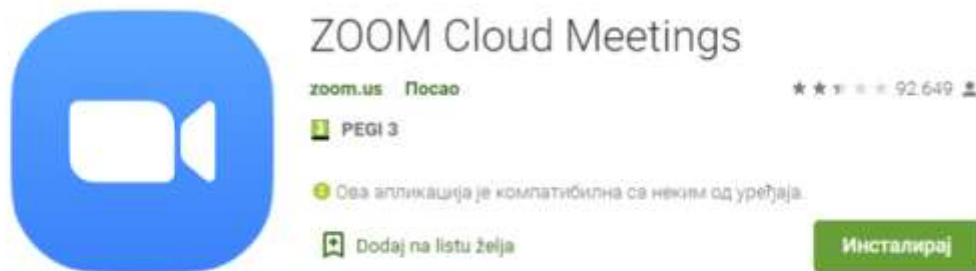 ZOOM Cloud Meetings
zoom.us Посао 92.649
3 PEGI 3
Ова апликација је компатибилна са неким од уређаја.
Dodaj na listu želja
Инсталирај